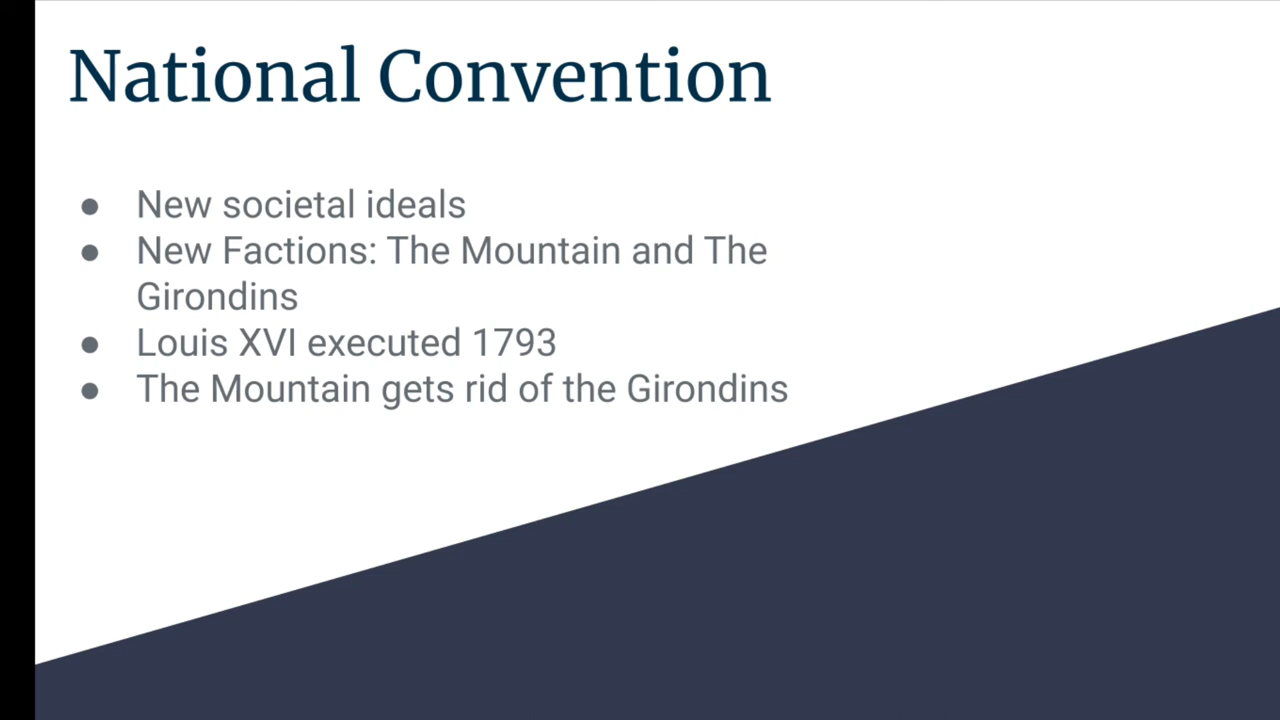 National Convention
● New societal ideals
● New Factions: The Mountain and The
Girondins
● Louis XVI executed 1793
● The Mountain gets rid of the Girondins